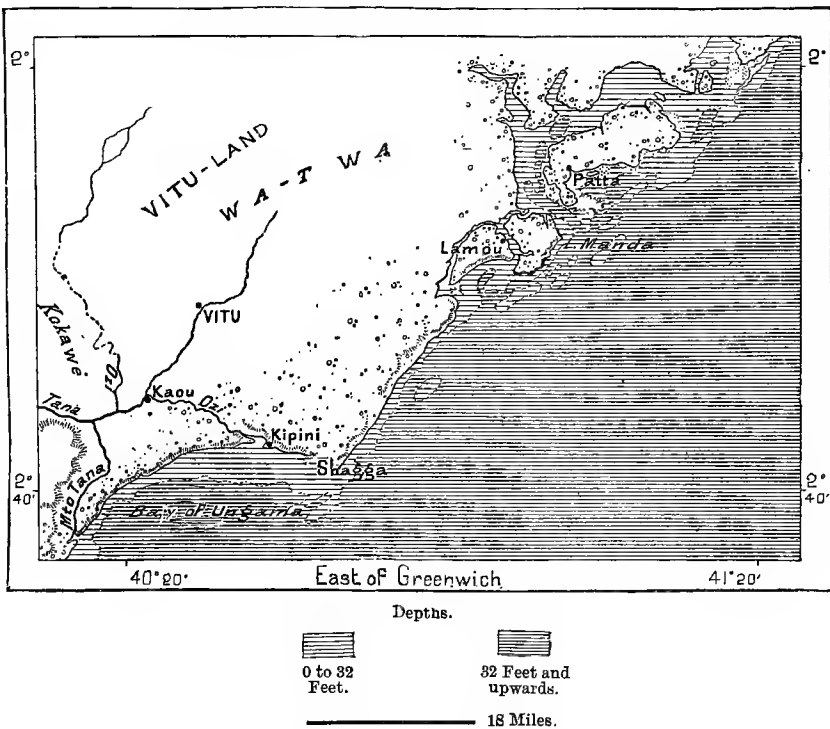 2°
2°
VITU-LAND
WA-TWA
Patta
Lamou
I. Manda
VITU
Kokawe
Ozi
Kaou
Ozi
Tana
Kipini
Shagga
2°
40'
2°
40'
Mto Tana
Bay of Ungama
40°20'
East of Greenwich
41°20'
Depths.
0 to 32
Feet.
32 Feet and
upwards.
18 Miles.